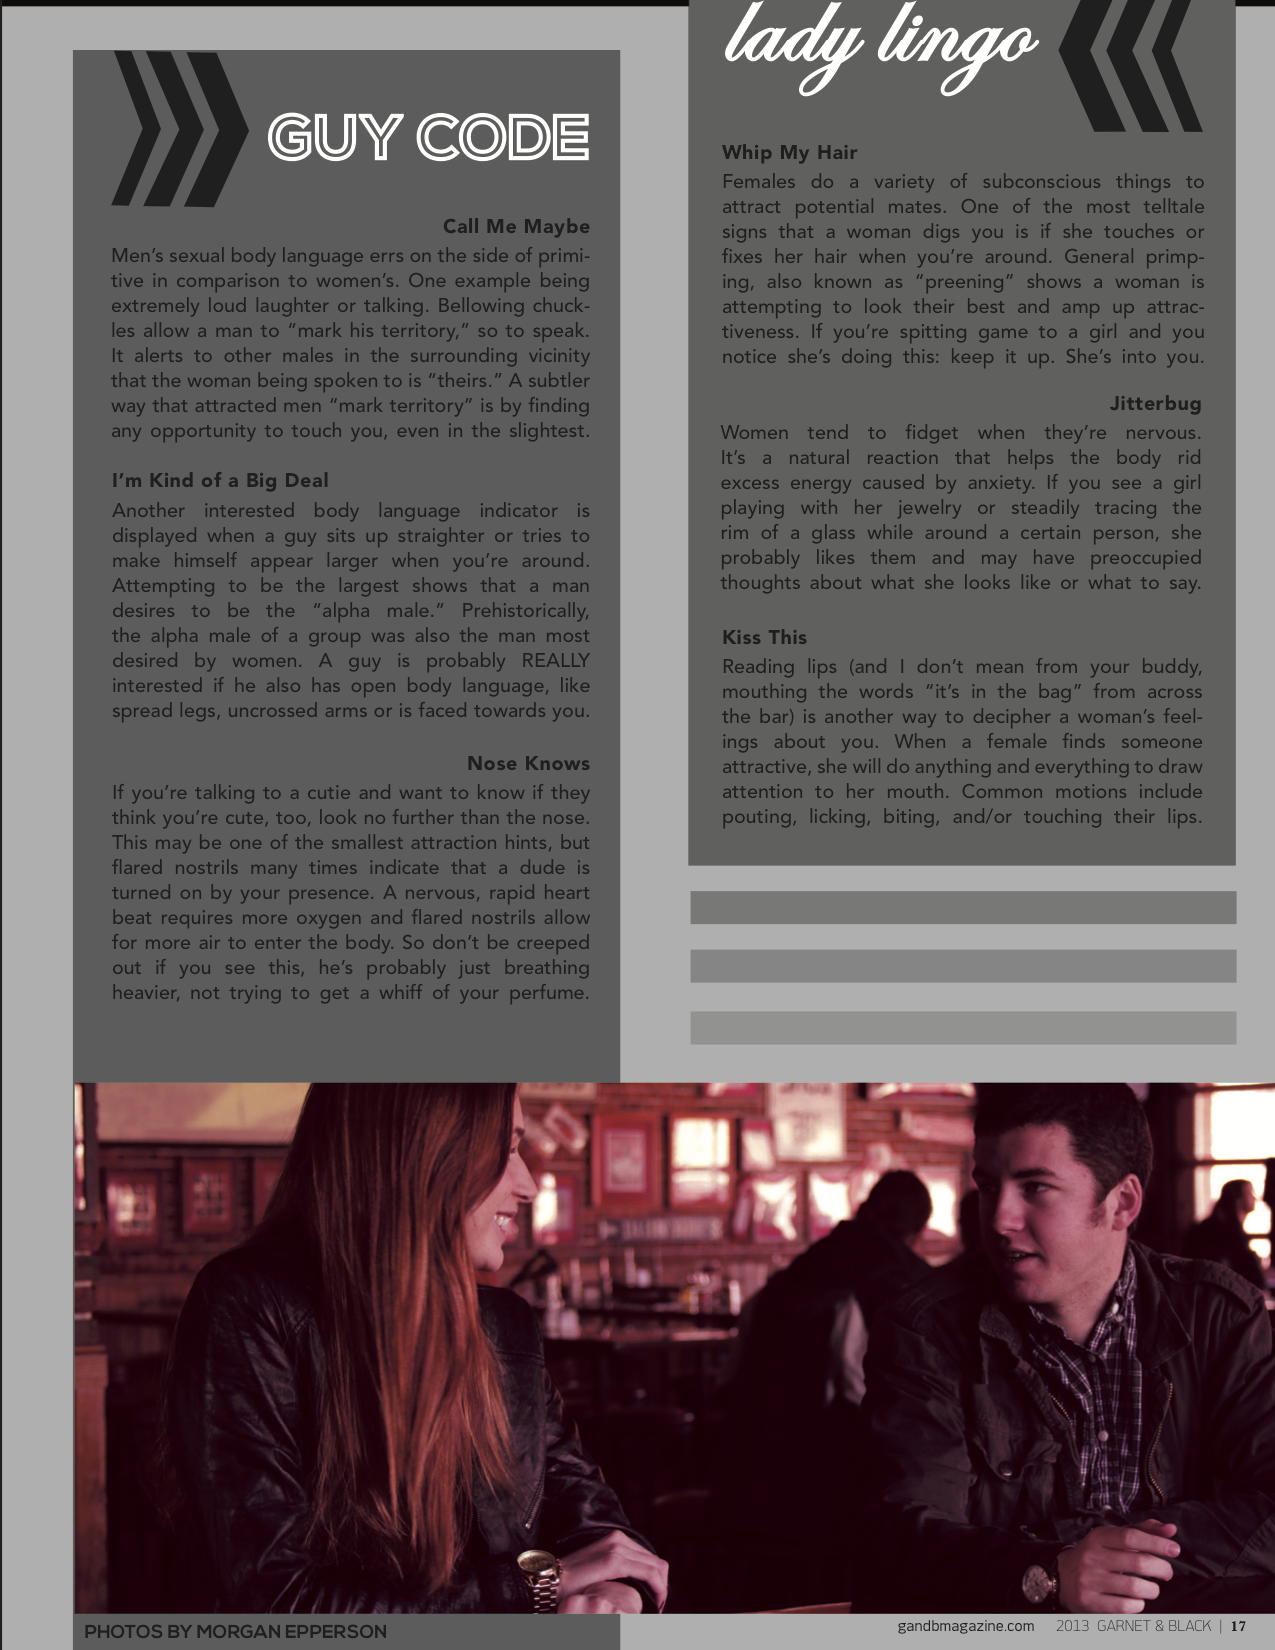 GUY CODE
Call Me Maybe
Men's sexual body language errs on the side of primi-
tive in comparison to women's. One example being
extremely loud laughter or talking. Bellowing chuck-
les allow a man to “mark his territory,” so to speak.
It alerts to other males in the surrounding vicinity
that the woman being spoken to is “theirs.” A subtler
way that attracted men “mark territory” is by finding
any opportunity to touch you, even in the slightest.
I'm Kind of a Big Deal
Another interested body language indicator is
displayed when a guy sits up straighter or tries to
make himself appear larger when you're around.
Attempting to be the largest shows that a man
desires to be the “alpha male.” Prehistorically,
the alpha male of a group was also the man most
desired by women. A guy is probably REALLY
interested if he also has open body language, like
spread legs, uncrossed arms or is faced towards you.
Nose Knows
If you're talking to a cutie and want to know if they
think you're cute, too, look no further than the nose.
This may be one of the smallest attraction hints, but
flared nostrils many times indicate that a dude is
turned on by your presence. A nervous, rapid heart
beat requires more oxygen and flared nostrils allow
for more air to enter the body. So don't be creeped
out if you see this, he's probably just breathing
heavier, not trying to get a whiff of your perfume.
lady lingo
Whip My Hair
Females do a variety of subconscious things to
attract potential mates. One of the most telltale
signs that a woman digs you is if she touches or
fixes her hair when you're around. General primp-
ing, also known as “preening” shows a woman is
attempting to look their best and amp up attrac-
tiveness. If you're spitting game to a girl and you
notice she's doing this: keep it up. She's into you.
Jitterbug
Women tend to fidget when they're nervous.
It's a natural reaction that helps the body rid
excess energy caused by anxiety. If you see a girl
playing with her jewelry or steadily tracing the
rim of a glass while around a certain person, she
probably likes them and may have preoccupied
thoughts about what she looks like or what to say.
Kiss This
Reading lips (and I don't mean from your buddy,
mouthing the words “it's in the bag” from across
the bar) is another way to decipher a woman's feel-
ings about you. When a female finds someone
attractive, she will do anything and everything to draw
attention to her mouth. Common motions include
pouting, licking, biting, and/or touching their lips.
PHOTOS BY MORGAN EPPERSON
gandbmagazine.com 2013 GARNET & BLACK | 17